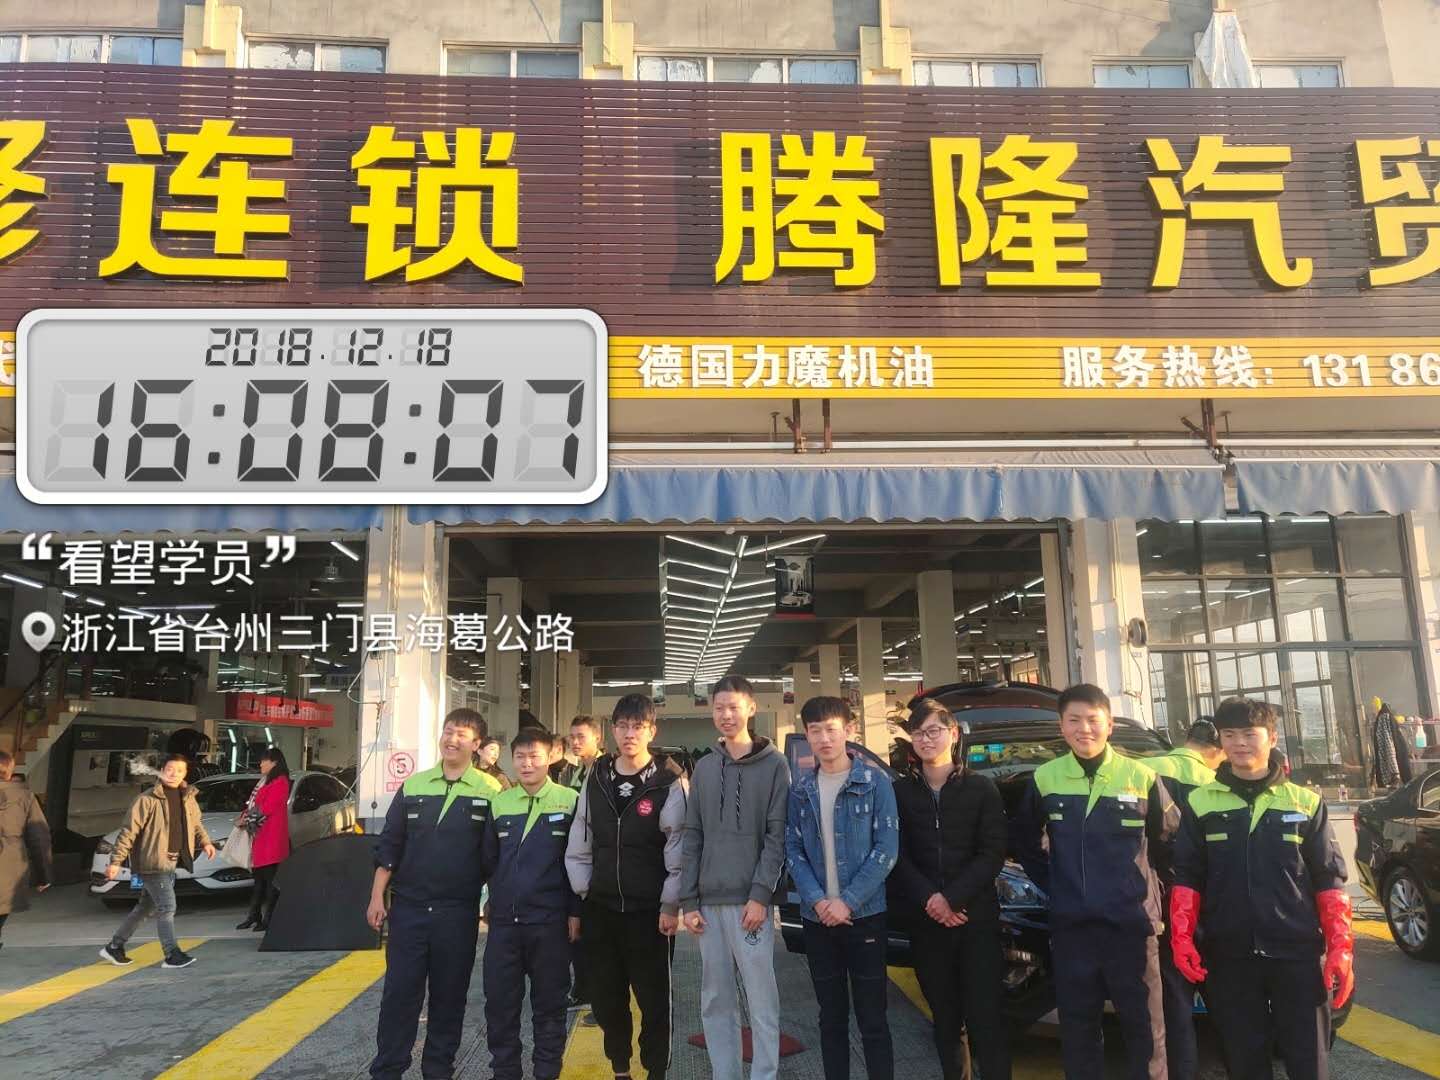 修连锁 腾隆汽贸
德国力魔机油 服务热线：131 86
2018.12.18
16:08:07
“看望学员”
浙江省台州三门县海葛公路